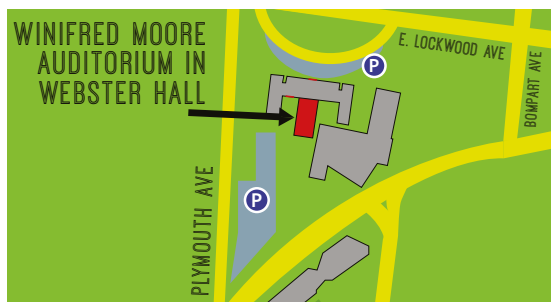 WINIFRED MOORE
AUDITORIUM IN
WEBSTER HALL
E. LOCKWOOD AVE
P
BOMPART AVE
PLYMOUTH AVE
P